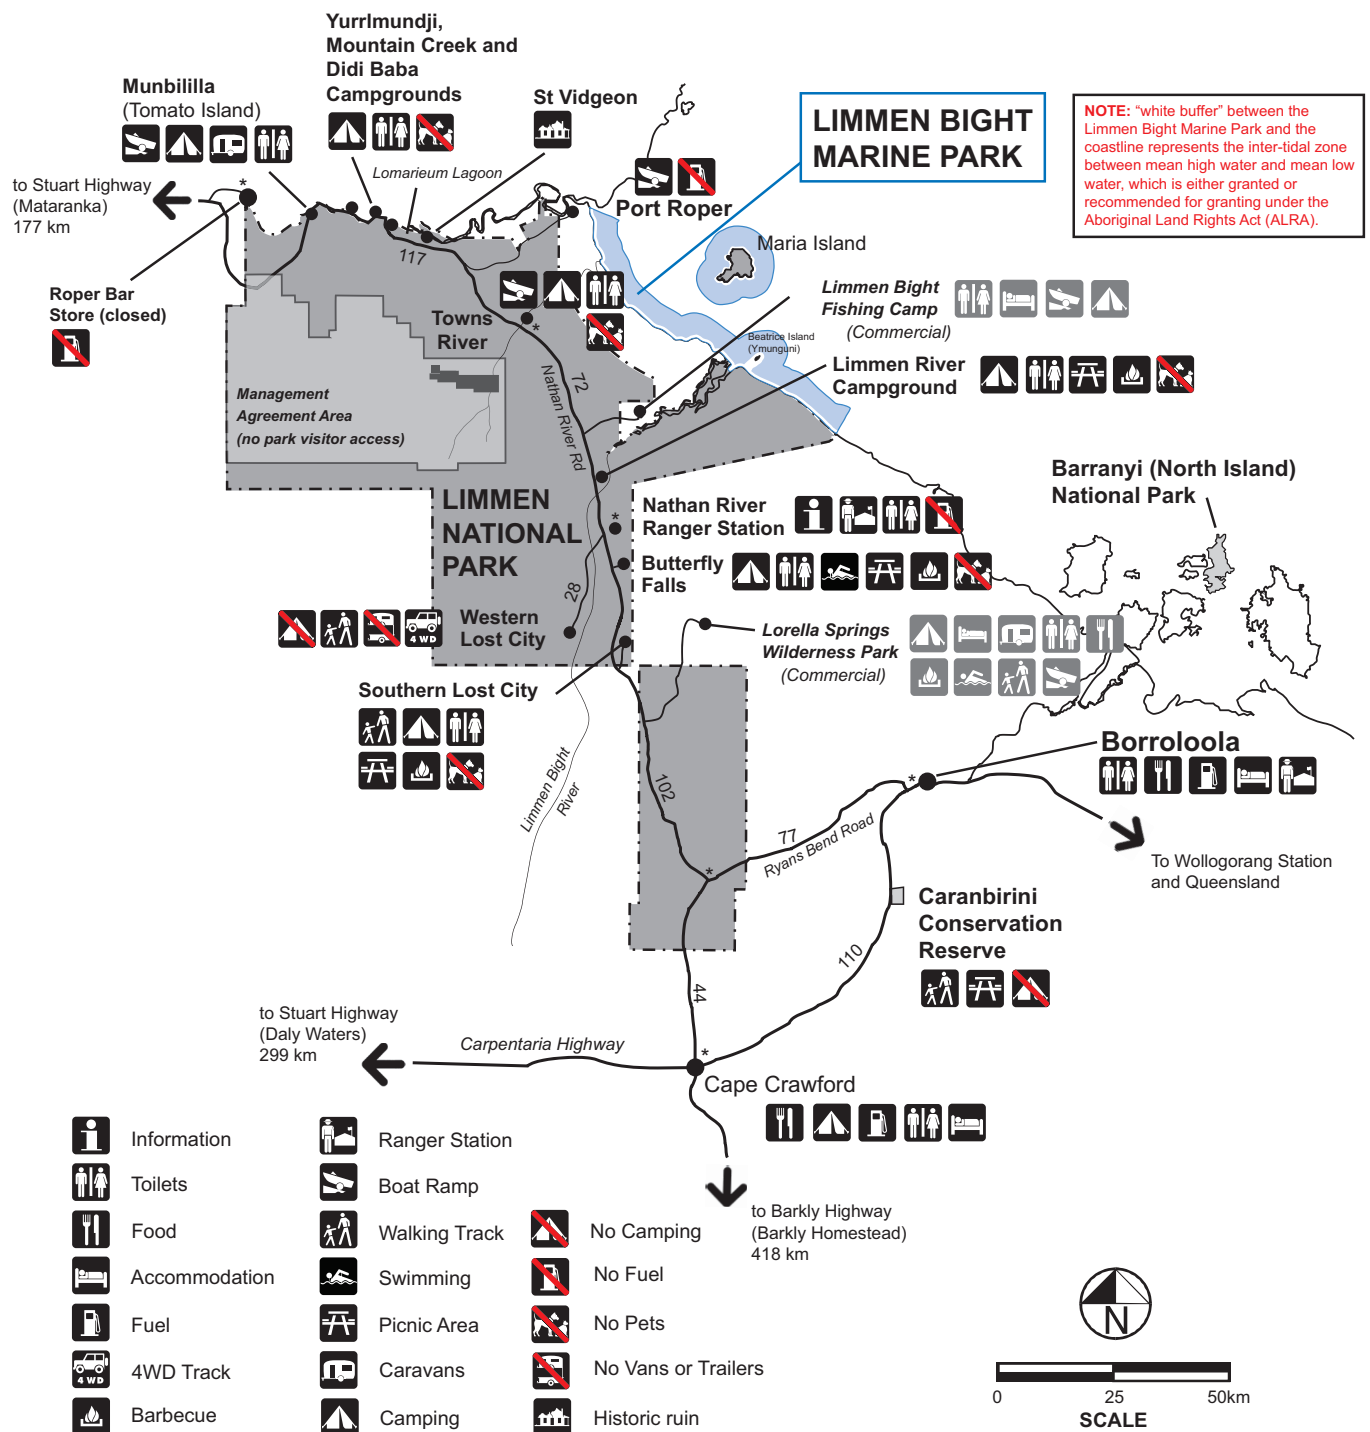 Yurrlmundji,
Mountain Creek and
Didi Baba
Campgrounds
Munbililla
(Tomato Island)
St Vidgeon
LIMMEN BIGHT
MARINE PARK
NOTE: “white buffer” between the
Limmen Bight Marine Park and the
coastline represents the inter-tidal zone
between mean high water and mean low
water, which is either granted or
recommended for granting under the
Aboriginal Land Rights Act (ALRA).
to Stuart Highway
(Mataranka)
177 km
*
Lomarieum Lagoon
Port Roper
117
Maria Island
Roper Bar
Store (closed)
Limmen Bight
Fishing Camp
(Commercial)
Towns
River
*
Beatrice Island
(Ymunguni)
Limmen River
Campground
72
Nathan River Rd
Management
Agreement Area
(no park visitor access)
Barranyi (North Island)
National Park
LIMMEN
NATIONAL
PARK
Nathan River
Ranger Station
*
Butterfly
Falls
28
Western
Lost City
4 WD
Lorella Springs
Wilderness Park
(Commercial)
Southern Lost City
Limmen Bight
River
102
Borroloola
*
77
Ryans Bend Road
*
To Wollogorang Station
and Queensland
Caranbirini
Conservation
Reserve
110
44
to Stuart Highway
(Daly Waters)
299 km
Carpentaria Highway
*
Cape Crawford
to Barkly Highway
(Barkly Homestead)
418 km
Information
Toilets
Food
Accommodation
Fuel
4 WD
4WD Track
Barbecue
Ranger Station
Boat Ramp
Walking Track
Swimming
Picnic Area
Caravans
Camping
No Camping
No Fuel
No Pets
No Vans or Trailers
Historic ruin
N
0 25 50km
SCALE